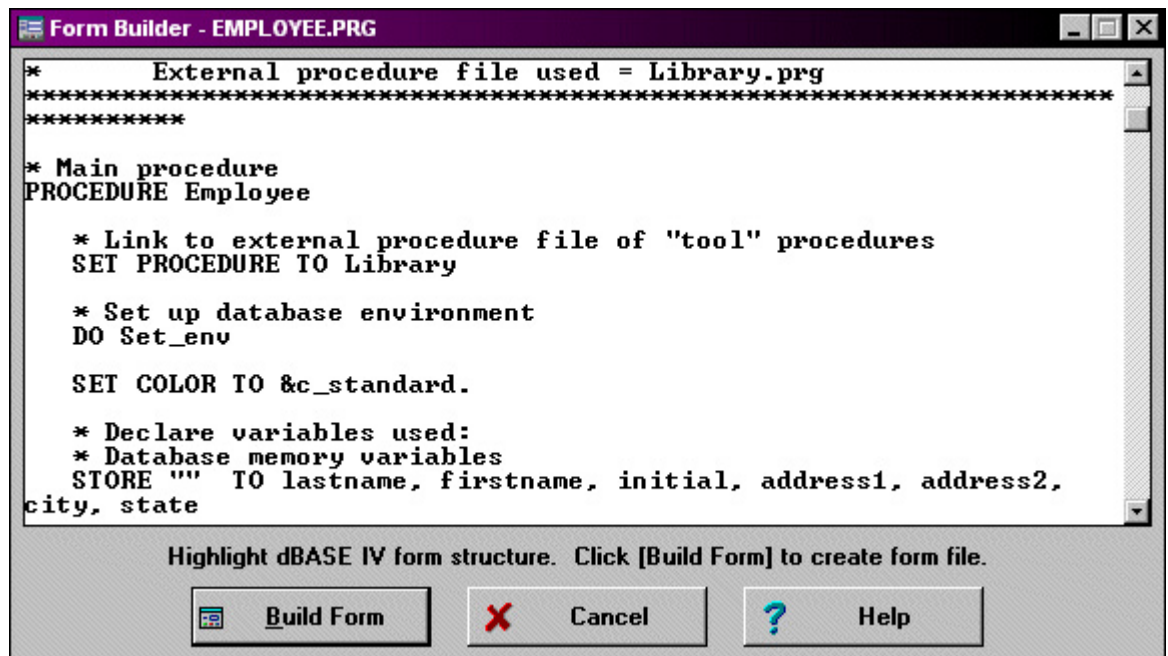 Form Builder - EMPLOYEE.PRG
*        External procedure file used = Library.prg
********************************************************************
**********
* Main procedure
PROCEDURE Employee
* Link to external procedure file of "tool" procedures
SET PROCEDURE TO Library
* Set up database environment
DO Set_env
SET COLOR TO &c_standard.
* Declare variables used:
* Database memory variables
STORE ""  TO lastname, firstname, initial, address1, address2,
city, state
Highlight dBASE IV form structure.  Click [Build Form] to create form file.
Build Form
Cancel
Help